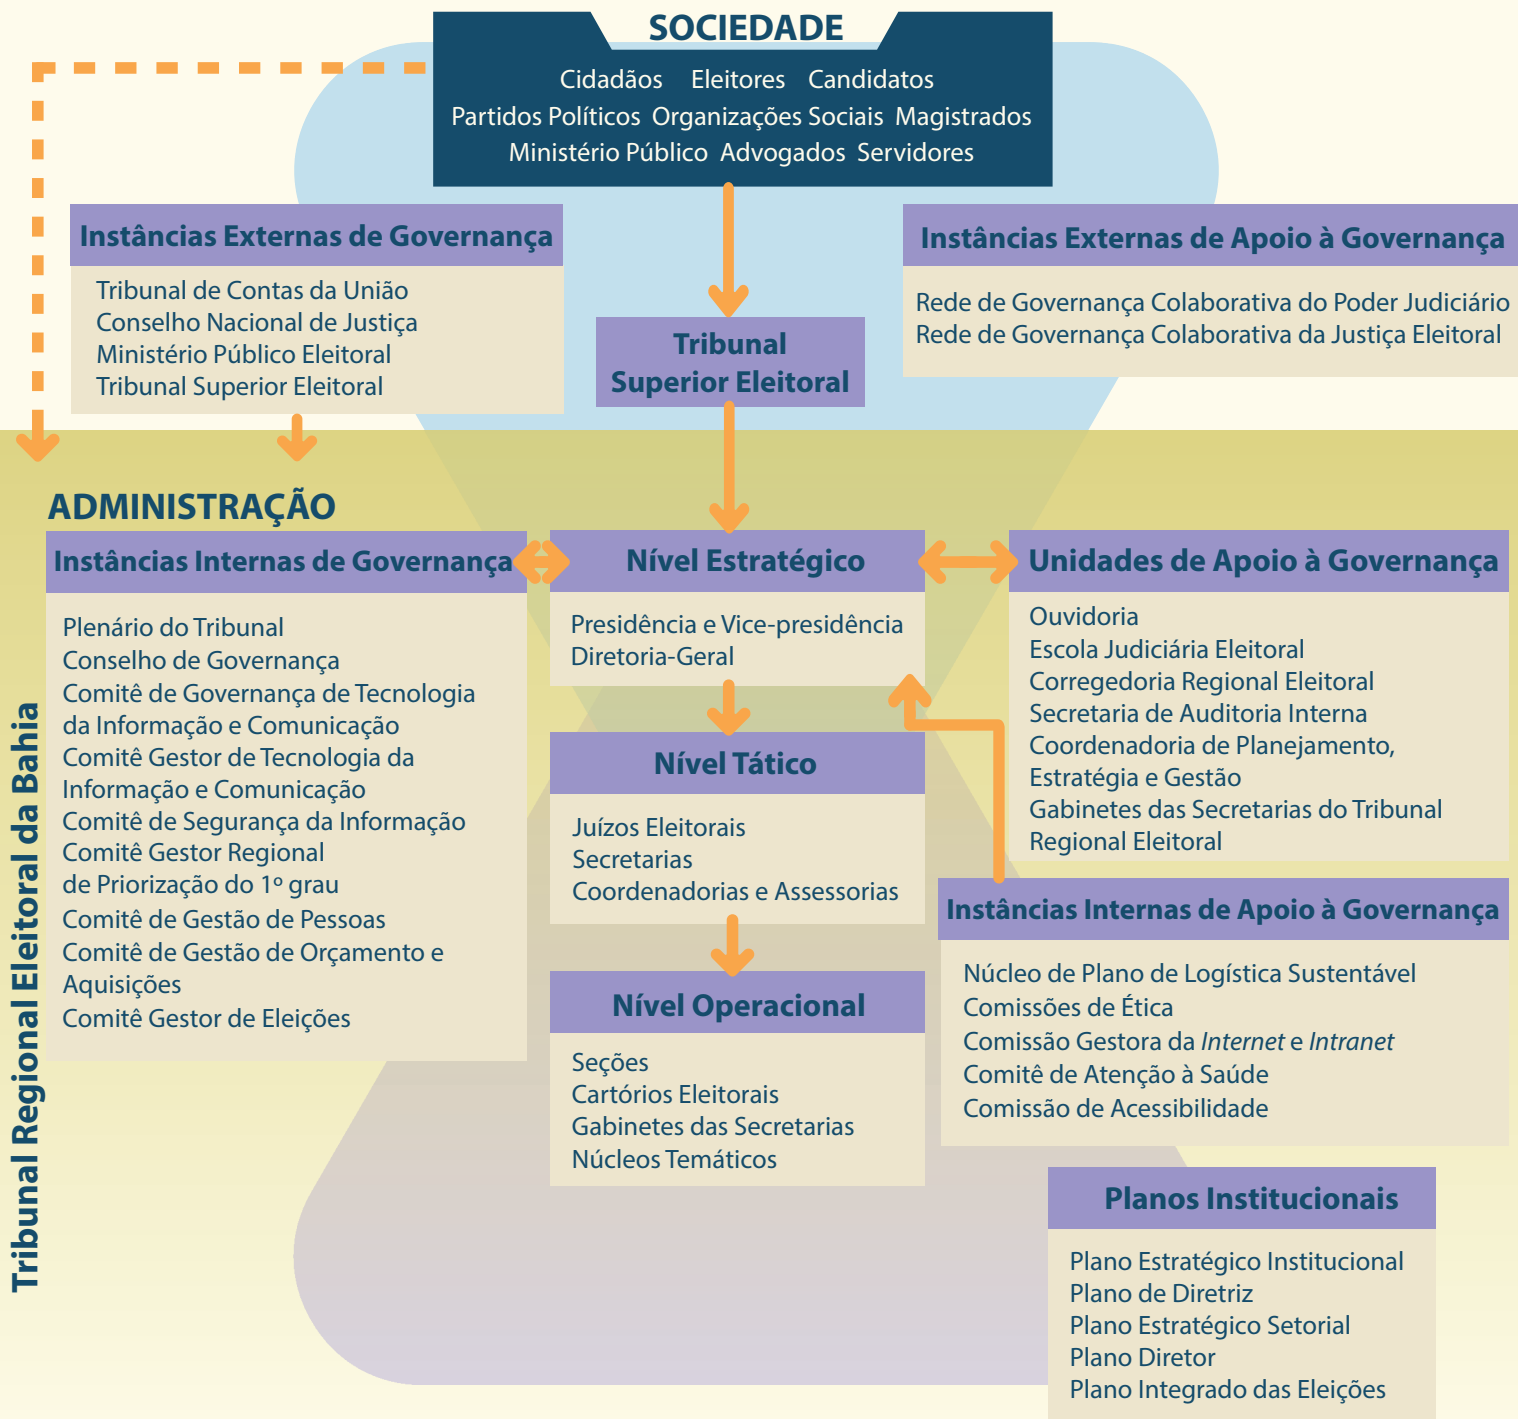 SOCIEDADE
Cidadãos Eleitores Candidatos
Partidos Políticos Organizações Sociais Magistrados
Ministério Público Advogados Servidores
Instâncias Externas de Governança
Tribunal de Contas da União
Conselho Nacional de Justiça
Ministério Público Eleitoral
Tribunal Superior Eleitoral
Tribunal
Superior Eleitoral
Instâncias Externas de Apoio à Governança
Rede de Governança Colaborativa do Poder Judiciário
Rede de Governança Colaborativa da Justiça Eleitoral
Tribunal Regional Eleitoral da Bahia
ADMINISTRAÇÃO
Instâncias Internas de Governança
Plenário do Tribunal
Conselho de Governança
Comitê de Governança de Tecnologia
da Informação e Comunicação
Comitê Gestor de Tecnologia da
Informação e Comunicação
Comitê de Segurança da Informação
Comitê Gestor Regional
de Priorização do 1º grau
Comitê de Gestão de Pessoas
Comitê de Gestão de Orçamento e
Aquisições
Comitê Gestor de Eleições
Nível Estratégico
Presidência e Vice-presidência
Diretoria-Geral
Nível Tático
Juízos Eleitorais
Secretarias
Coordenadorias e Assessorias
Nível Operacional
Seções
Cartórios Eleitorais
Gabinetes das Secretarias
Núcleos Temáticos
Unidades de Apoio à Governança
Ouvidoria
Escola Judiciária Eleitoral
Corregedoria Regional Eleitoral
Secretaria de Auditoria Interna
Coordenadoria de Planejamento,
Estratégia e Gestão
Gabinetes das Secretarias do Tribunal
Regional Eleitoral
Instâncias Internas de Apoio à Governança
Núcleo de Plano de Logística Sustentável
Comissões de Ética
Comissão Gestora da Internet e Intranet
Comitê de Atenção à Saúde
Comissão de Acessibilidade
Planos Institucionais
Plano Estratégico Institucional
Plano de Diretriz
Plano Estratégico Setorial
Plano Diretor
Plano Integrado das Eleições